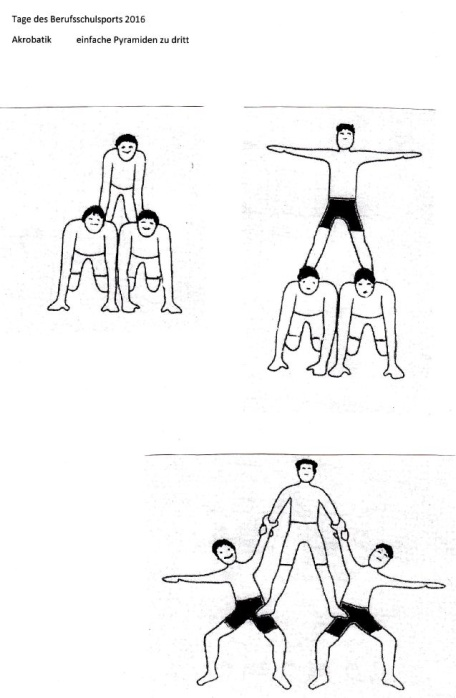 Tage des Berufsschulsports 2016
Akrobatik einfache Pyramiden zu dritt